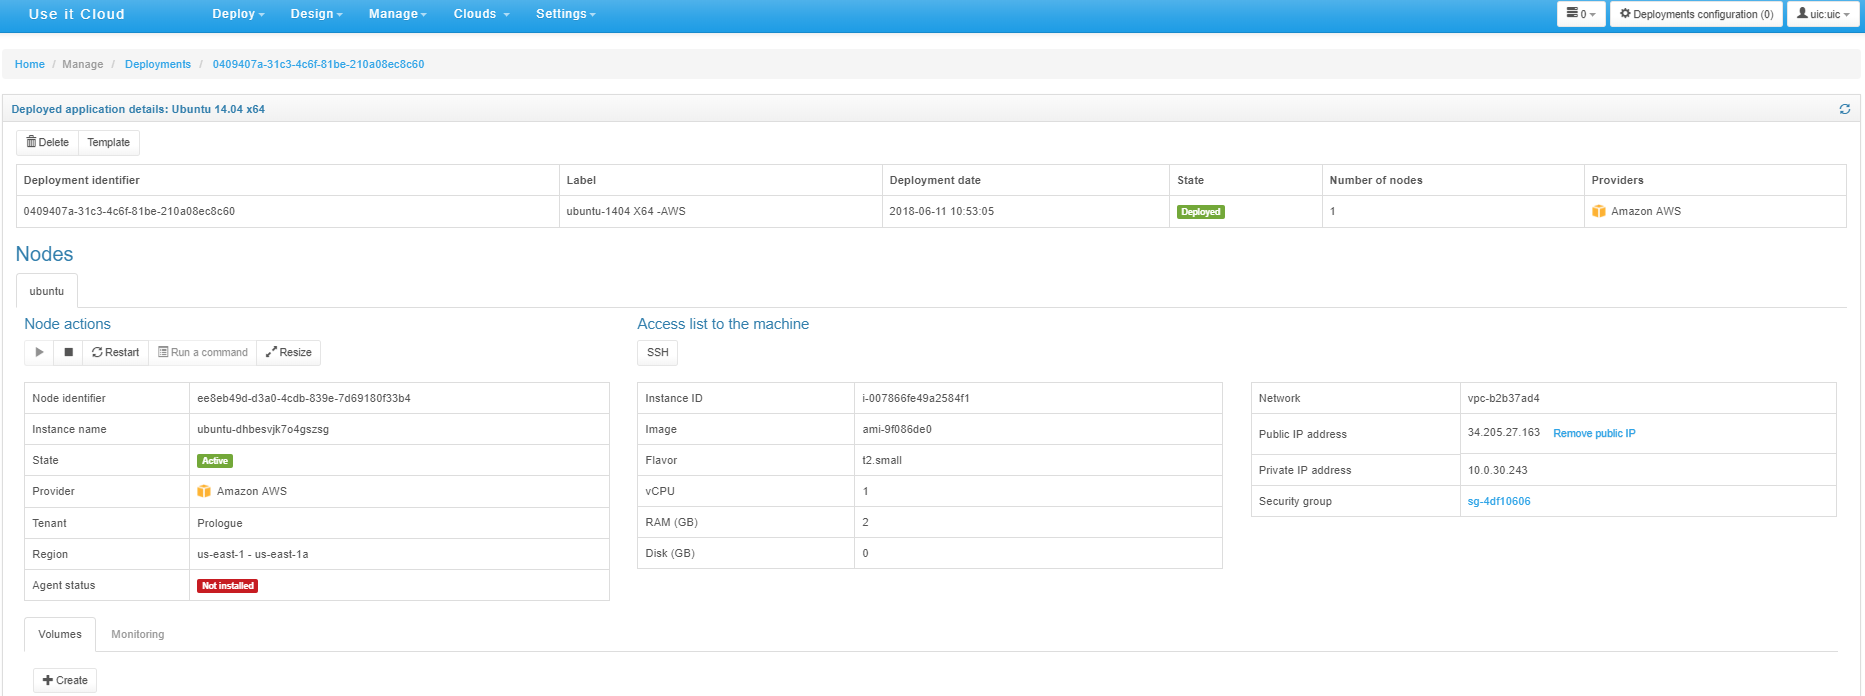 Use it Cloud Deploy Design Manage Clouds Settings 0 Deployments configuration (0) uic:uic
Home / Manage / Deployments / 0409407a-31c3-4c6f-81be-210a08ec8c60
Deployed application details: Ubuntu 14.04 x64
Delete Template
Deployment identifier Label Deployment date State Number of nodes Providers
0409407a-31c3-4c6f-81be-210a08ec8c60 ubuntu-1404 X64 -AWS 2018-06-11 10:53:05 Deployed 1 Amazon AWS
Nodes
ubuntu
Node actions
Restart Run a command Resize
Node identifier ee8eb49d-d3a0-4cdb-839e-7d69180f33b4
Instance name ubuntu-dhbesvjk7o4gszsg
State Active
Provider Amazon AWS
Tenant Prologue
Region us-east-1 - us-east-1a
Agent status Not installed
Access list to the machine
SSH
Instance ID i-007866fe49a2584f1
Image ami-9f086de0
Flavor t2.small
vCPU 1
RAM (GB) 2
Disk (GB) 0
Network vpc-b2b37ad4
Public IP address 34.205.27.163 Remove public IP
Private IP address 10.0.30.243
Security group sg-4df10606
Volumes Monitoring
Create